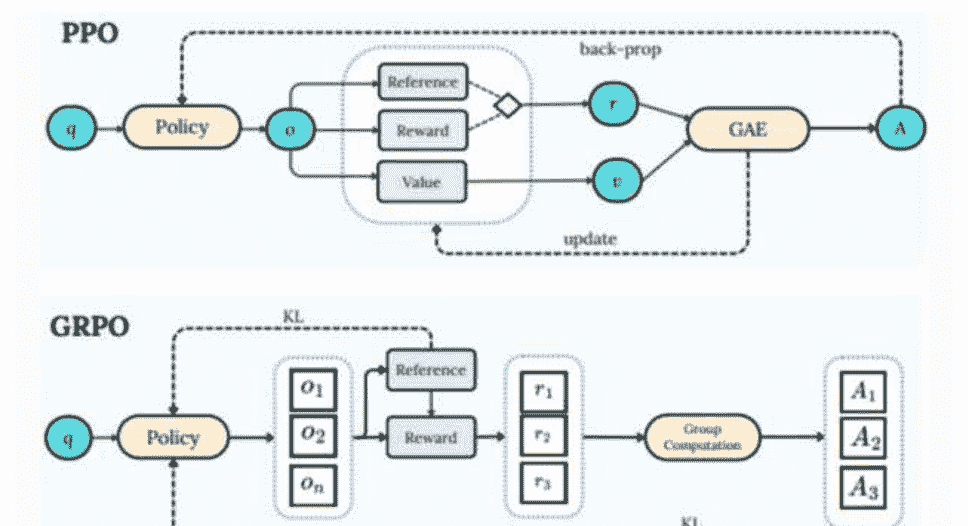 PPO
back-prop
q
Policy
o
Reference
Reward
Value
r
v
GAE
A
update
GRPO
KL
q
Policy
o1
o2
on
Reference
Reward
r1
r2
r3
Group
Computation
A1
A2
A3
KL